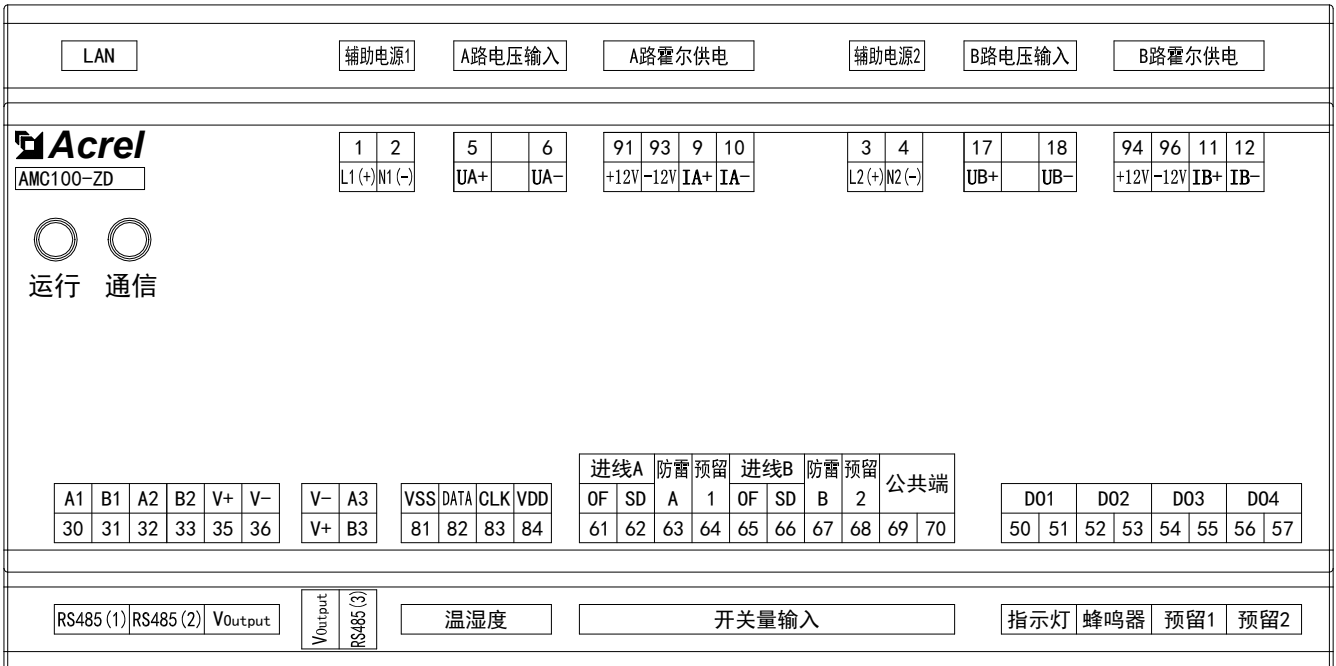 LAN 辅助电源1 A路电压输入 A路霍尔供电 辅助电源2 B路电压输入 B路霍尔供电
Acrel
AMC100-ZD
1 2 5 6 91 93 9 10 3 4 17 18 94 96 11 12
L1(+) N1(-) UA+ UA- +12V -12V IA+ IA- L2(+) N2(-) UB+ UB- +12V -12V IB+ IB-
运行 通信
进线A 防雷 预留 进线B 防雷 预留 公共端
A1 B1 A2 B2 V+ V- V- A3 VSS DATA CLK VDD OF SD A 1 OF SD B 2 DO1 DO2 DO3 DO4
30 31 32 33 35 36 V+ B3 81 82 83 84 61 62 63 64 65 66 67 68 69 70 50 51 52 53 54 55 56 57
RS485(1) RS485(2) Voutput Voutput RS485(3) 温湿度 开关量输入 指示灯 蜂鸣器 预留1 预留2